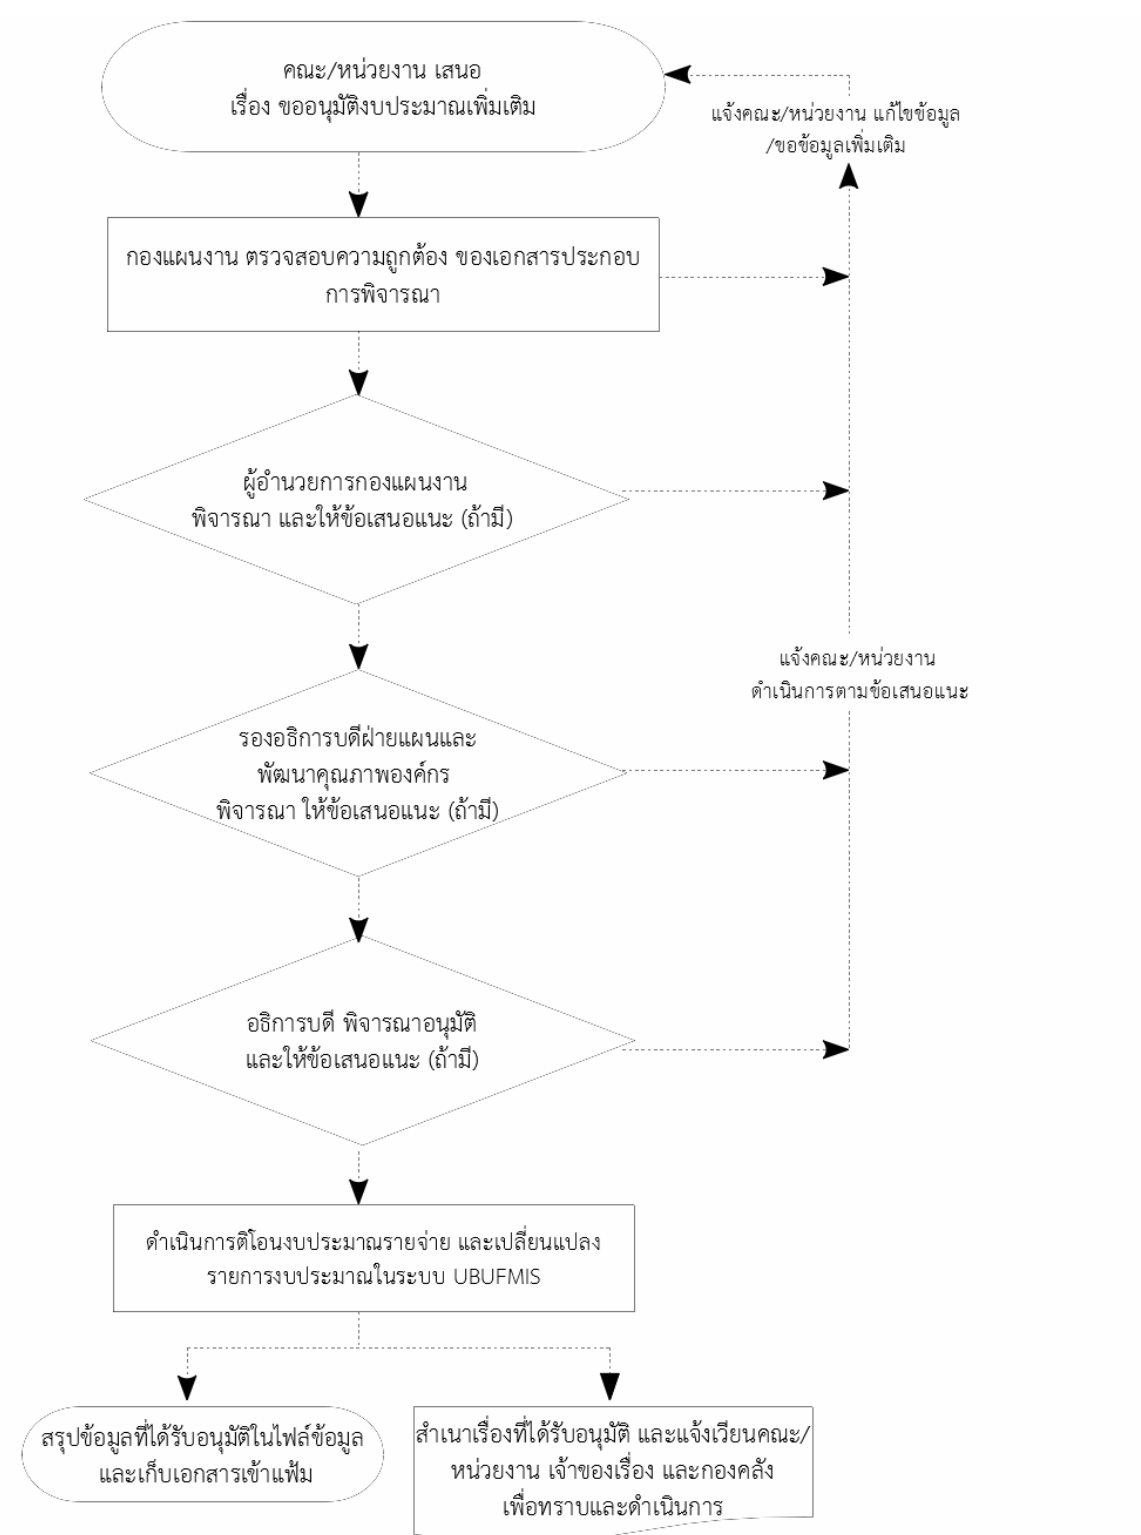 คณะ/หน่วยงาน เสนอ
เรื่อง ขออนุมัติงบประมาณเพิ่มเติม
แจ้งคณะ/หน่วยงาน แก้ไขข้อมูล
/ขอข้อมูลเพิ่มเติม
กองแผนงาน ตรวจสอบความถูกต้อง ของเอกสารประกอบ
การพิจารณา
ผู้อำนวยการกองแผนงาน
พิจารณา และให้ข้อเสนอแนะ (ถ้ามี)
แจ้งคณะ/หน่วยงาน
ดำเนินการตามข้อเสนอแนะ
รองอธิการบดีฝ่ายแผนและ
พัฒนาคุณภาพองค์กร
พิจารณา ให้ข้อเสนอแนะ (ถ้ามี)
อธิการบดี พิจารณาอนุมัติ
และให้ข้อเสนอแนะ (ถ้ามี)
ดำเนินการติโอนงบประมาณรายจ่าย และเปลี่ยนแปลง
รายการงบประมาณในระบบ UBUFMIS
สรุปข้อมูลที่ได้รับอนุมัติในไฟล์ข้อมูล
และเก็บเอกสารเข้าแฟ้ม
สำเนาเรื่องที่ได้รับอนุมัติ และแจ้งเวียนคณะ/
หน่วยงาน เจ้าของเรื่อง และกองคลัง
เพื่อทราบและดำเนินการ